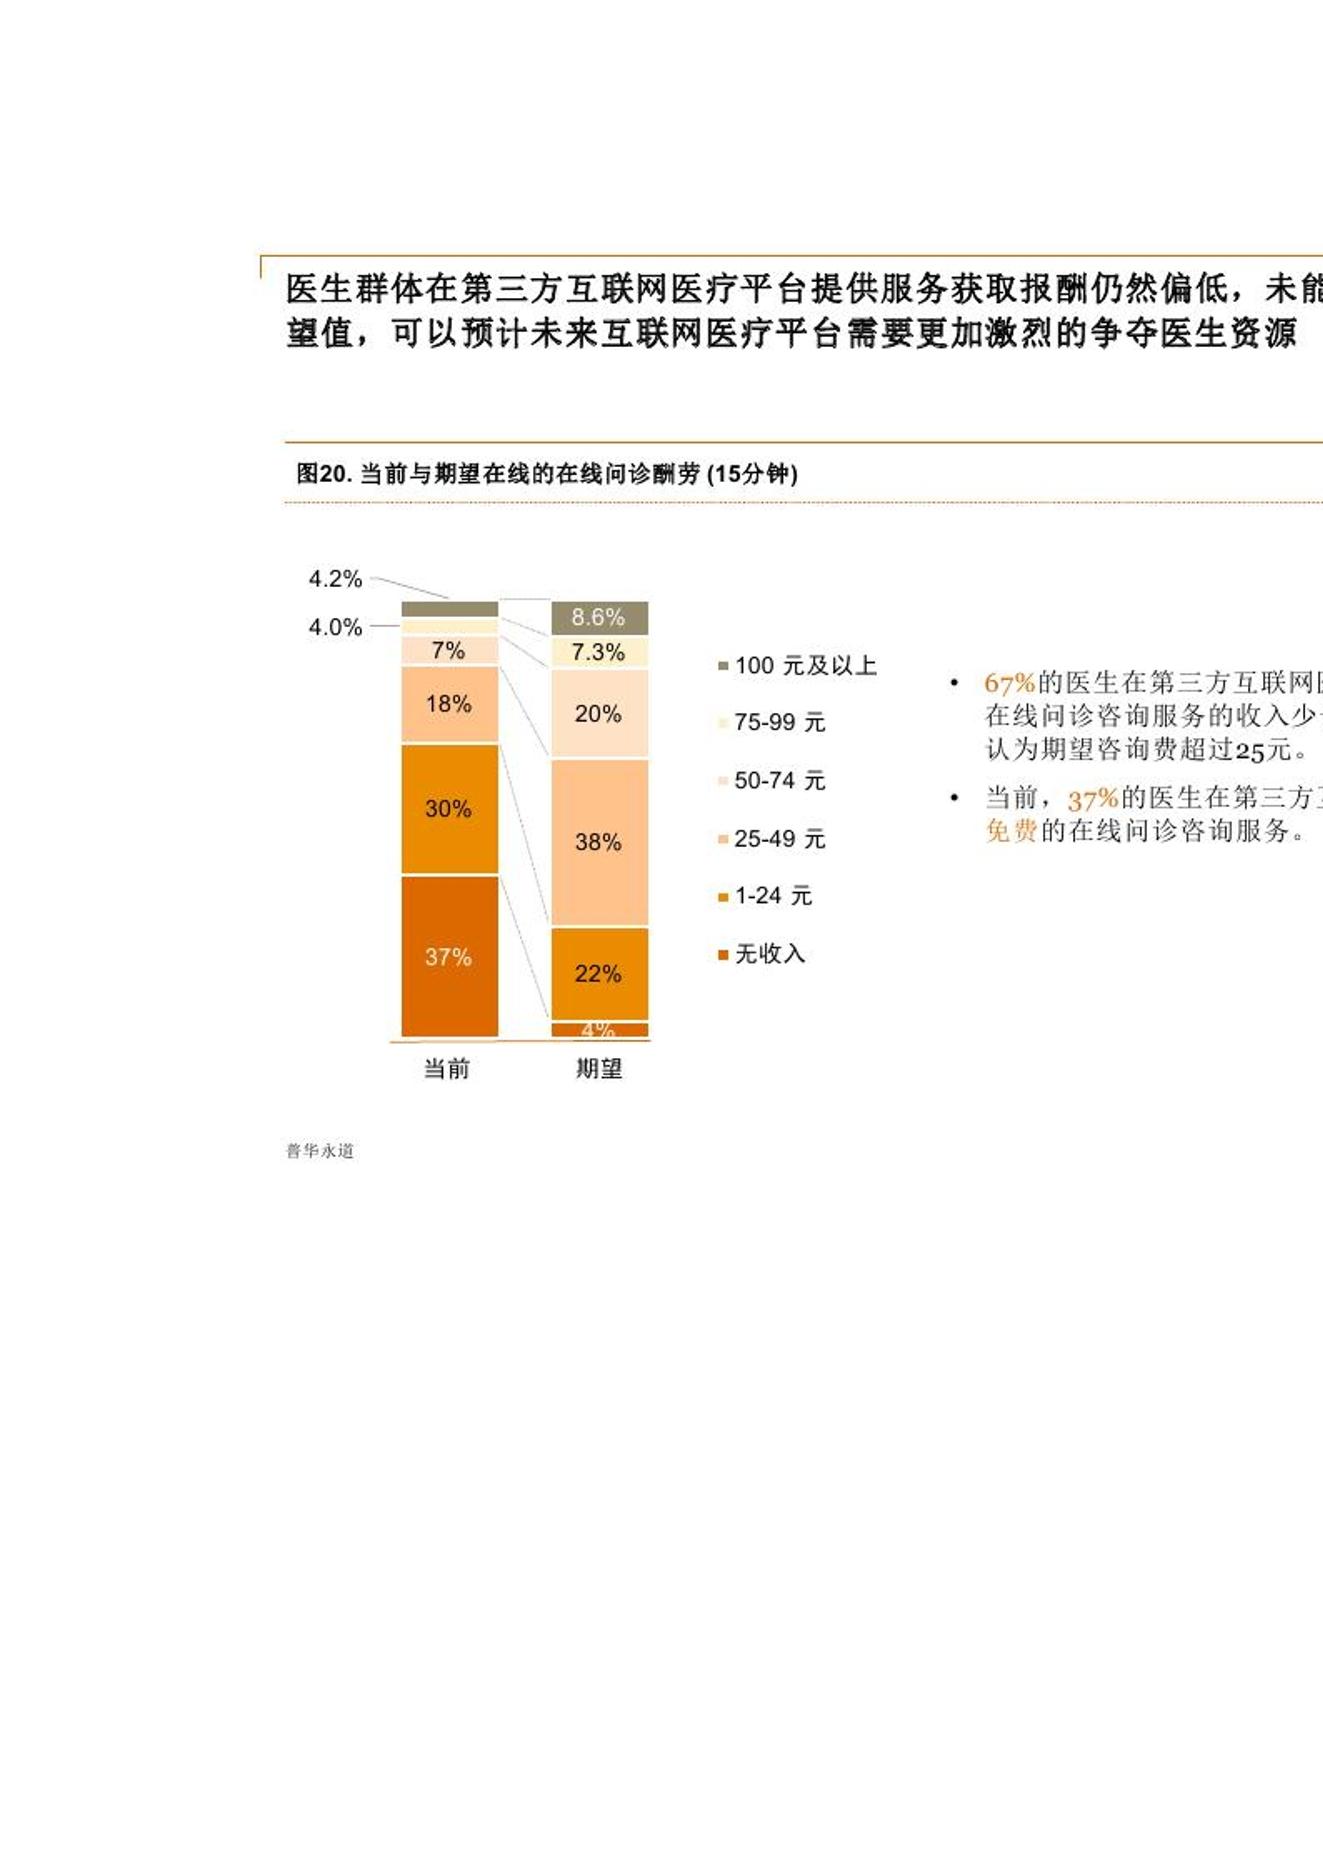 医生群体在第三方互联网医疗平台提供服务获取报酬仍然偏低，未能
望值，可以预计未来互联网医疗平台需要更加激烈的争夺医生资源
图20. 当前与期望在线的在线问诊酬劳 (15分钟)
4.2%
4.0%
7%
18%
30%
37%
当前
8.6%
7.3%
20%
38%
22%
4%
期望
100 元及以上
75-99 元
50-74 元
25-49 元
1-24 元
无收入
• 67%的医生在第三方互联网
在线问诊咨询服务的收入少
认为期望咨询费超过25元。
• 当前，37%的医生在第三方
免费的在线问诊咨询服务。
普华永道